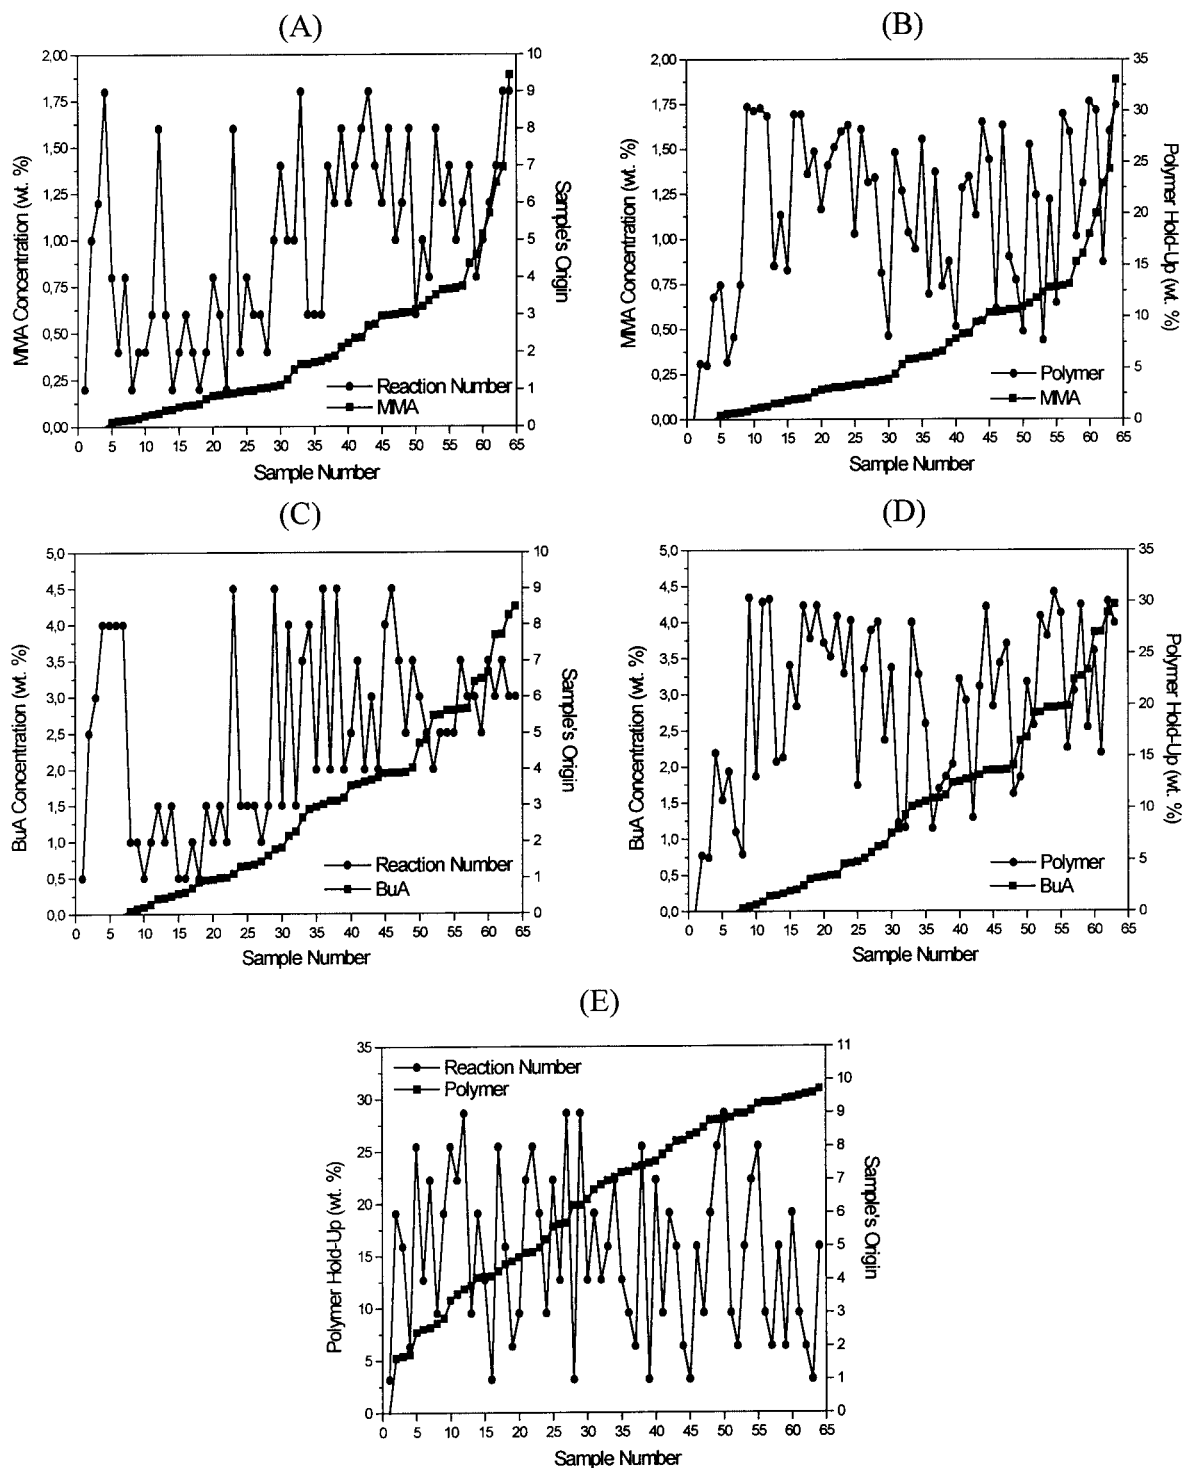 (A)
2,00
1,75
1,50
1,25
1,00
0,75
0,50
0,25
0,00
MMA Concentration (wt. %)
10
9
8
7
6
5
4
3
2
1
0
Sample's Origin
Reaction Number
MMA
0 5 10 15 20 25 30 35 40 45 50 55 60 65
Sample Number
(B)
2,00
1,75
1,50
1,25
1,00
0,75
0,50
0,25
0,00
MMA Concentration (wt. %)
35
30
25
20
15
10
5
0
Polymer Hold-Up (wt. %)
Polymer
MMA
0 5 10 15 20 25 30 35 40 45 50 55 60 65
Sample Number
(C)
5,0
4,5
4,0
3,5
3,0
2,5
2,0
1,5
1,0
0,5
0,0
BuA Concentration (wt. %)
10
9
8
7
6
5
4
3
2
1
0
Sample's Origin
Reaction Number
BuA
0 5 10 15 20 25 30 35 40 45 50 55 60 65
Sample Number
(D)
5,0
4,5
4,0
3,5
3,0
2,5
2,0
1,5
1,0
0,5
0,0
BuA Concentration (wt. %)
35
30
25
20
15
10
5
0
Polymer Hold-Up (wt. %)
Polymer
BuA
0 5 10 15 20 25 30 35 40 45 50 55 60 65
Sample Number
(E)
35
30
25
20
15
10
5
0
Polymer Hold-Up (wt. %)
11
10
9
8
7
6
5
4
3
2
1
0
Sample's Origin
Reaction Number
Polymer
0 5 10 15 20 25 30 35 40 45 50 55 60 65
Sample Number